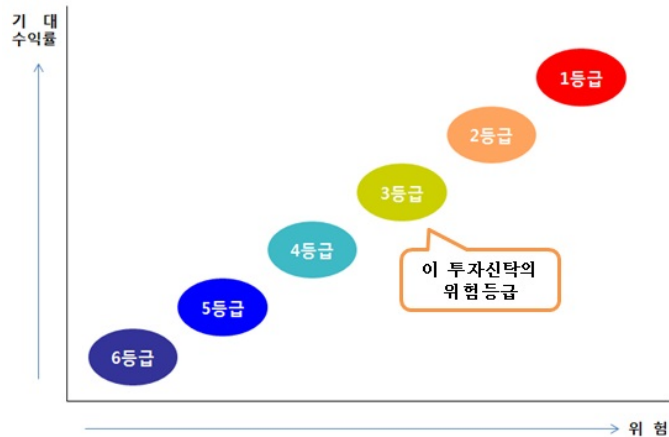 기 대
수익률
1등급
2등급
3등급
4등급
이 투자신탁의
위험등급
5등급
6등급
위 험